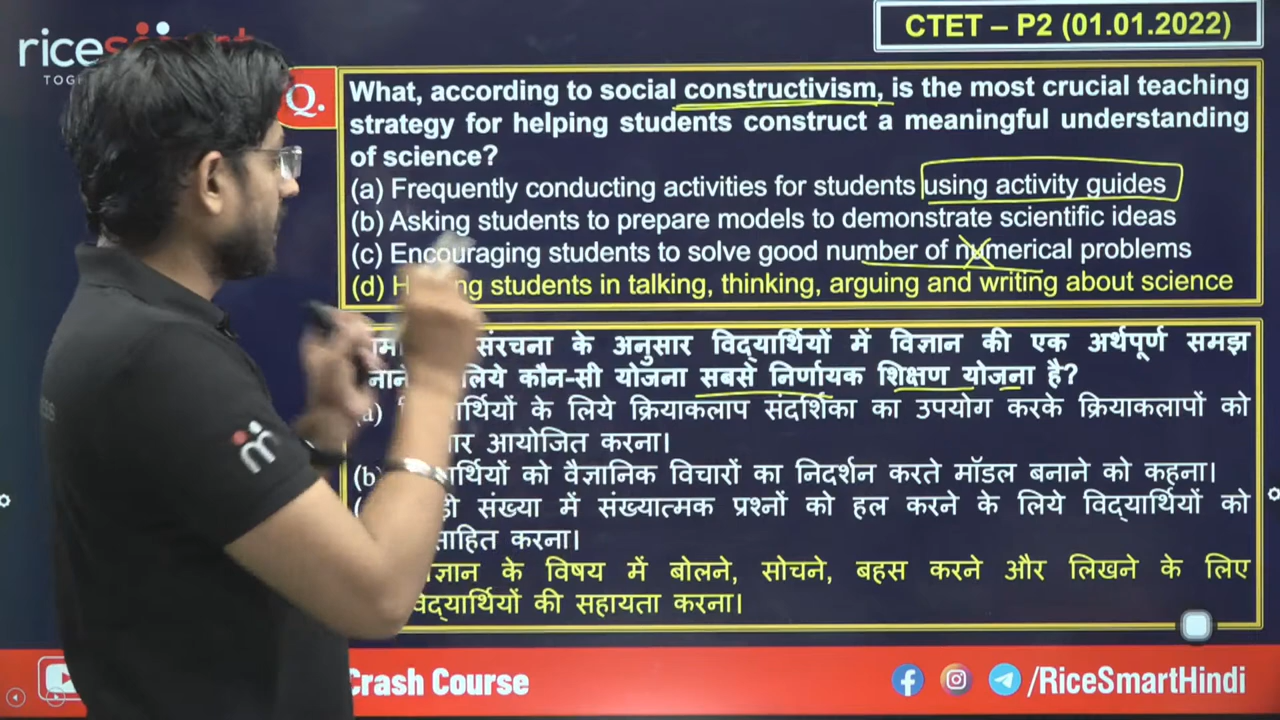 CTET – P2 (01.01.2022)
Q.
What, according to social constructivism, is the most crucial teaching
strategy for helping students construct a meaningful understanding
of science?
(a) Frequently conducting activities for students using activity guides
(b) Asking students to prepare models to demonstrate scientific ideas
(c) Encouraging students to solve good number of numerical problems
(d) students in talking, thinking, arguing and writing about science
संरचना के अनुसार विद्यार्थियों में विज्ञान की एक अर्थपूर्ण समझ
कौन-सी योजना सबसे निर्णायक शिक्षण योजना है?
के लिये क्रियाकलाप संदर्शिका का उपयोग करके क्रियाकलापों को
आयोजित करना।
(b) को वैज्ञानिक विचारों का निदर्शन करते मॉडल बनाने को कहना।
संख्या में संख्यात्मक प्रश्नों को हल करने के लिये विद्यार्थियों को
करना।
के विषय में बोलने, सोचने, बहस करने और लिखने के लिए
की सहायता करना।
Crash Course
/RiceSmartHindi